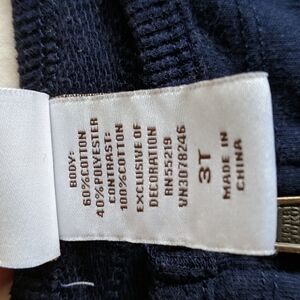 BODY:
60%COTTON
40%POLYESTER
CONTRAST:
100%COTTON
EXCLUSIVE OF
DECORATION
RN55219
VN3078246
3T
MADE IN
CHINA